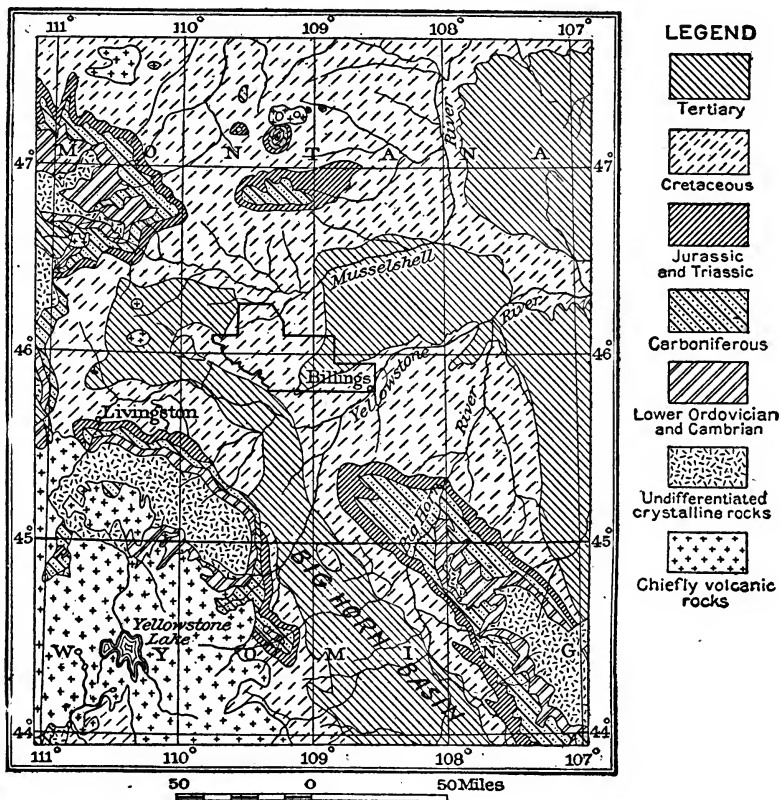 111° 110° 109° 108° 107°
LEGEND
Tertiary
Cretaceous
Jurassic
and Triassic
Carboniferous
Lower Ordovician
and Cambrian
Undifferentiated
crystalline rocks
Chiefly volcanic
rocks
River
47° M O N T A N A 47°
Musselshell
River
46° 46°
Billings
Yellowstone
River
Livingston
45° 45°
BIG HORN
BASIN
Yellowstone
Lake
W Y O M I N G
44° 44°
111° 110° 109° 108° 107°
50 0 50 Miles